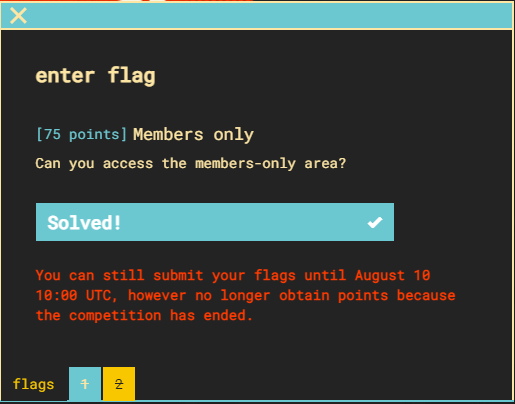 enter flag
[75 points] Members only
Can you access the members-only area?
Solved!
You can still submit your flags until August 10
10:00 UTC, however no longer obtain points because
the competition has ended.
flags 1 2